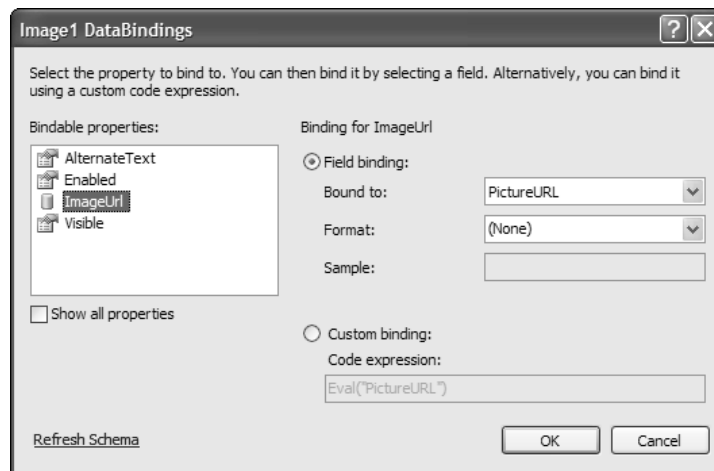 Image1 DataBindings
Select the property to bind to. You can then bind it by selecting a field. Alternatively, you can bind it
using a custom code expression.
Bindable properties:
AlternateText
Enabled
ImageUrl
Visible
Show all properties
Binding for ImageUrl
Field binding:
Bound to:
PictureURL
Format:
(None)
Sample:
Custom binding:
Code expression:
Eval("PictureURL")
Refresh Schema
OK
Cancel